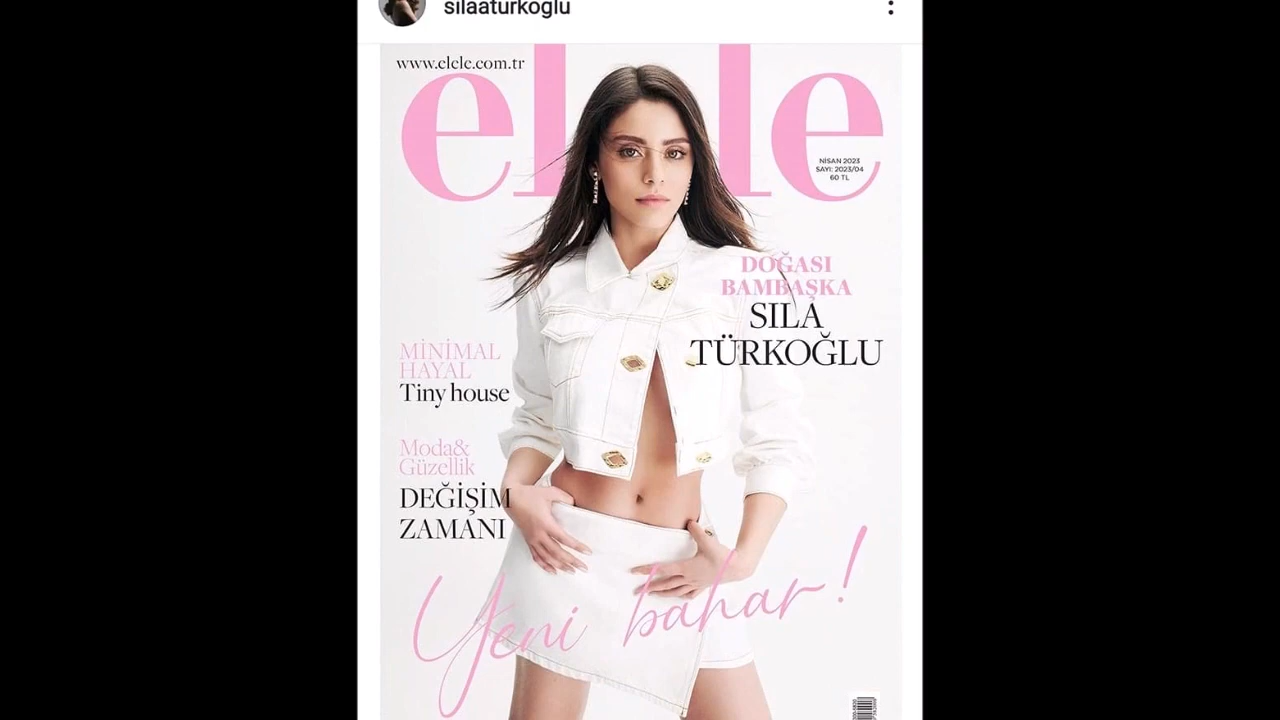 silaaturkoglu
www.elele.com.tr
elele
NİSAN 2023
SAYI: 2023/04
60 TL
DOĞASI
BAMBAŞKA
SILA
TÜRKOĞLU
MİNİMAL
HAYAL
Tiny house
Moda&
Güzellik
DEĞİŞİM
ZAMANI
Yeni bahar!